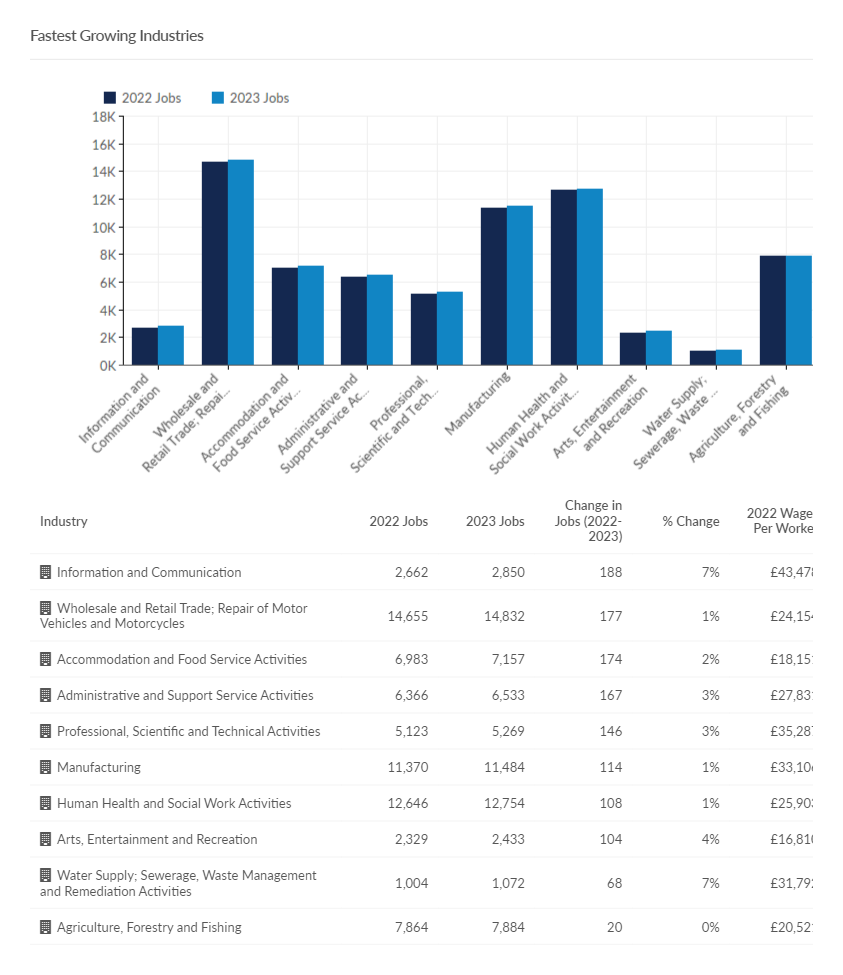 Fastest Growing Industries
2022 Jobs 2023 Jobs
18K
16K
14K
12K
10K
8K
6K
4K
2K
0K
Information and
Communication
Wholesale and
Retail Trade; Repai...
Accommodation and
Food Service Activ...
Administrative and
Support Service Ac...
Professional,
Scientific and Tech...
Manufacturing
Human Health and
Social Work Activit...
Arts, Entertainment
and Recreation
Water Supply;
Sewerage, Waste ...
Agriculture, Forestry
and Fishing
Industry 2022 Jobs 2023 Jobs Change in
Jobs (2022-
2023) % Change 2022 Wage
Per Worke
Information and Communication 2,662 2,850 188 7% £43,47
Wholesale and Retail Trade; Repair of Motor
Vehicles and Motorcycles 14,655 14,832 177 1% £24,15
Accommodation and Food Service Activities 6,983 7,157 174 2% £18,15
Administrative and Support Service Activities 6,366 6,533 167 3% £27,83
Professional, Scientific and Technical Activities 5,123 5,269 146 3% £35,28
Manufacturing 11,370 11,484 114 1% £33,10
Human Health and Social Work Activities 12,646 12,754 108 1% £25,90
Arts, Entertainment and Recreation 2,329 2,433 104 4% £16,81
Water Supply; Sewerage, Waste Management
and Remediation Activities 1,004 1,072 68 7% £31,79
Agriculture, Forestry and Fishing 7,864 7,884 20 0% £20,52